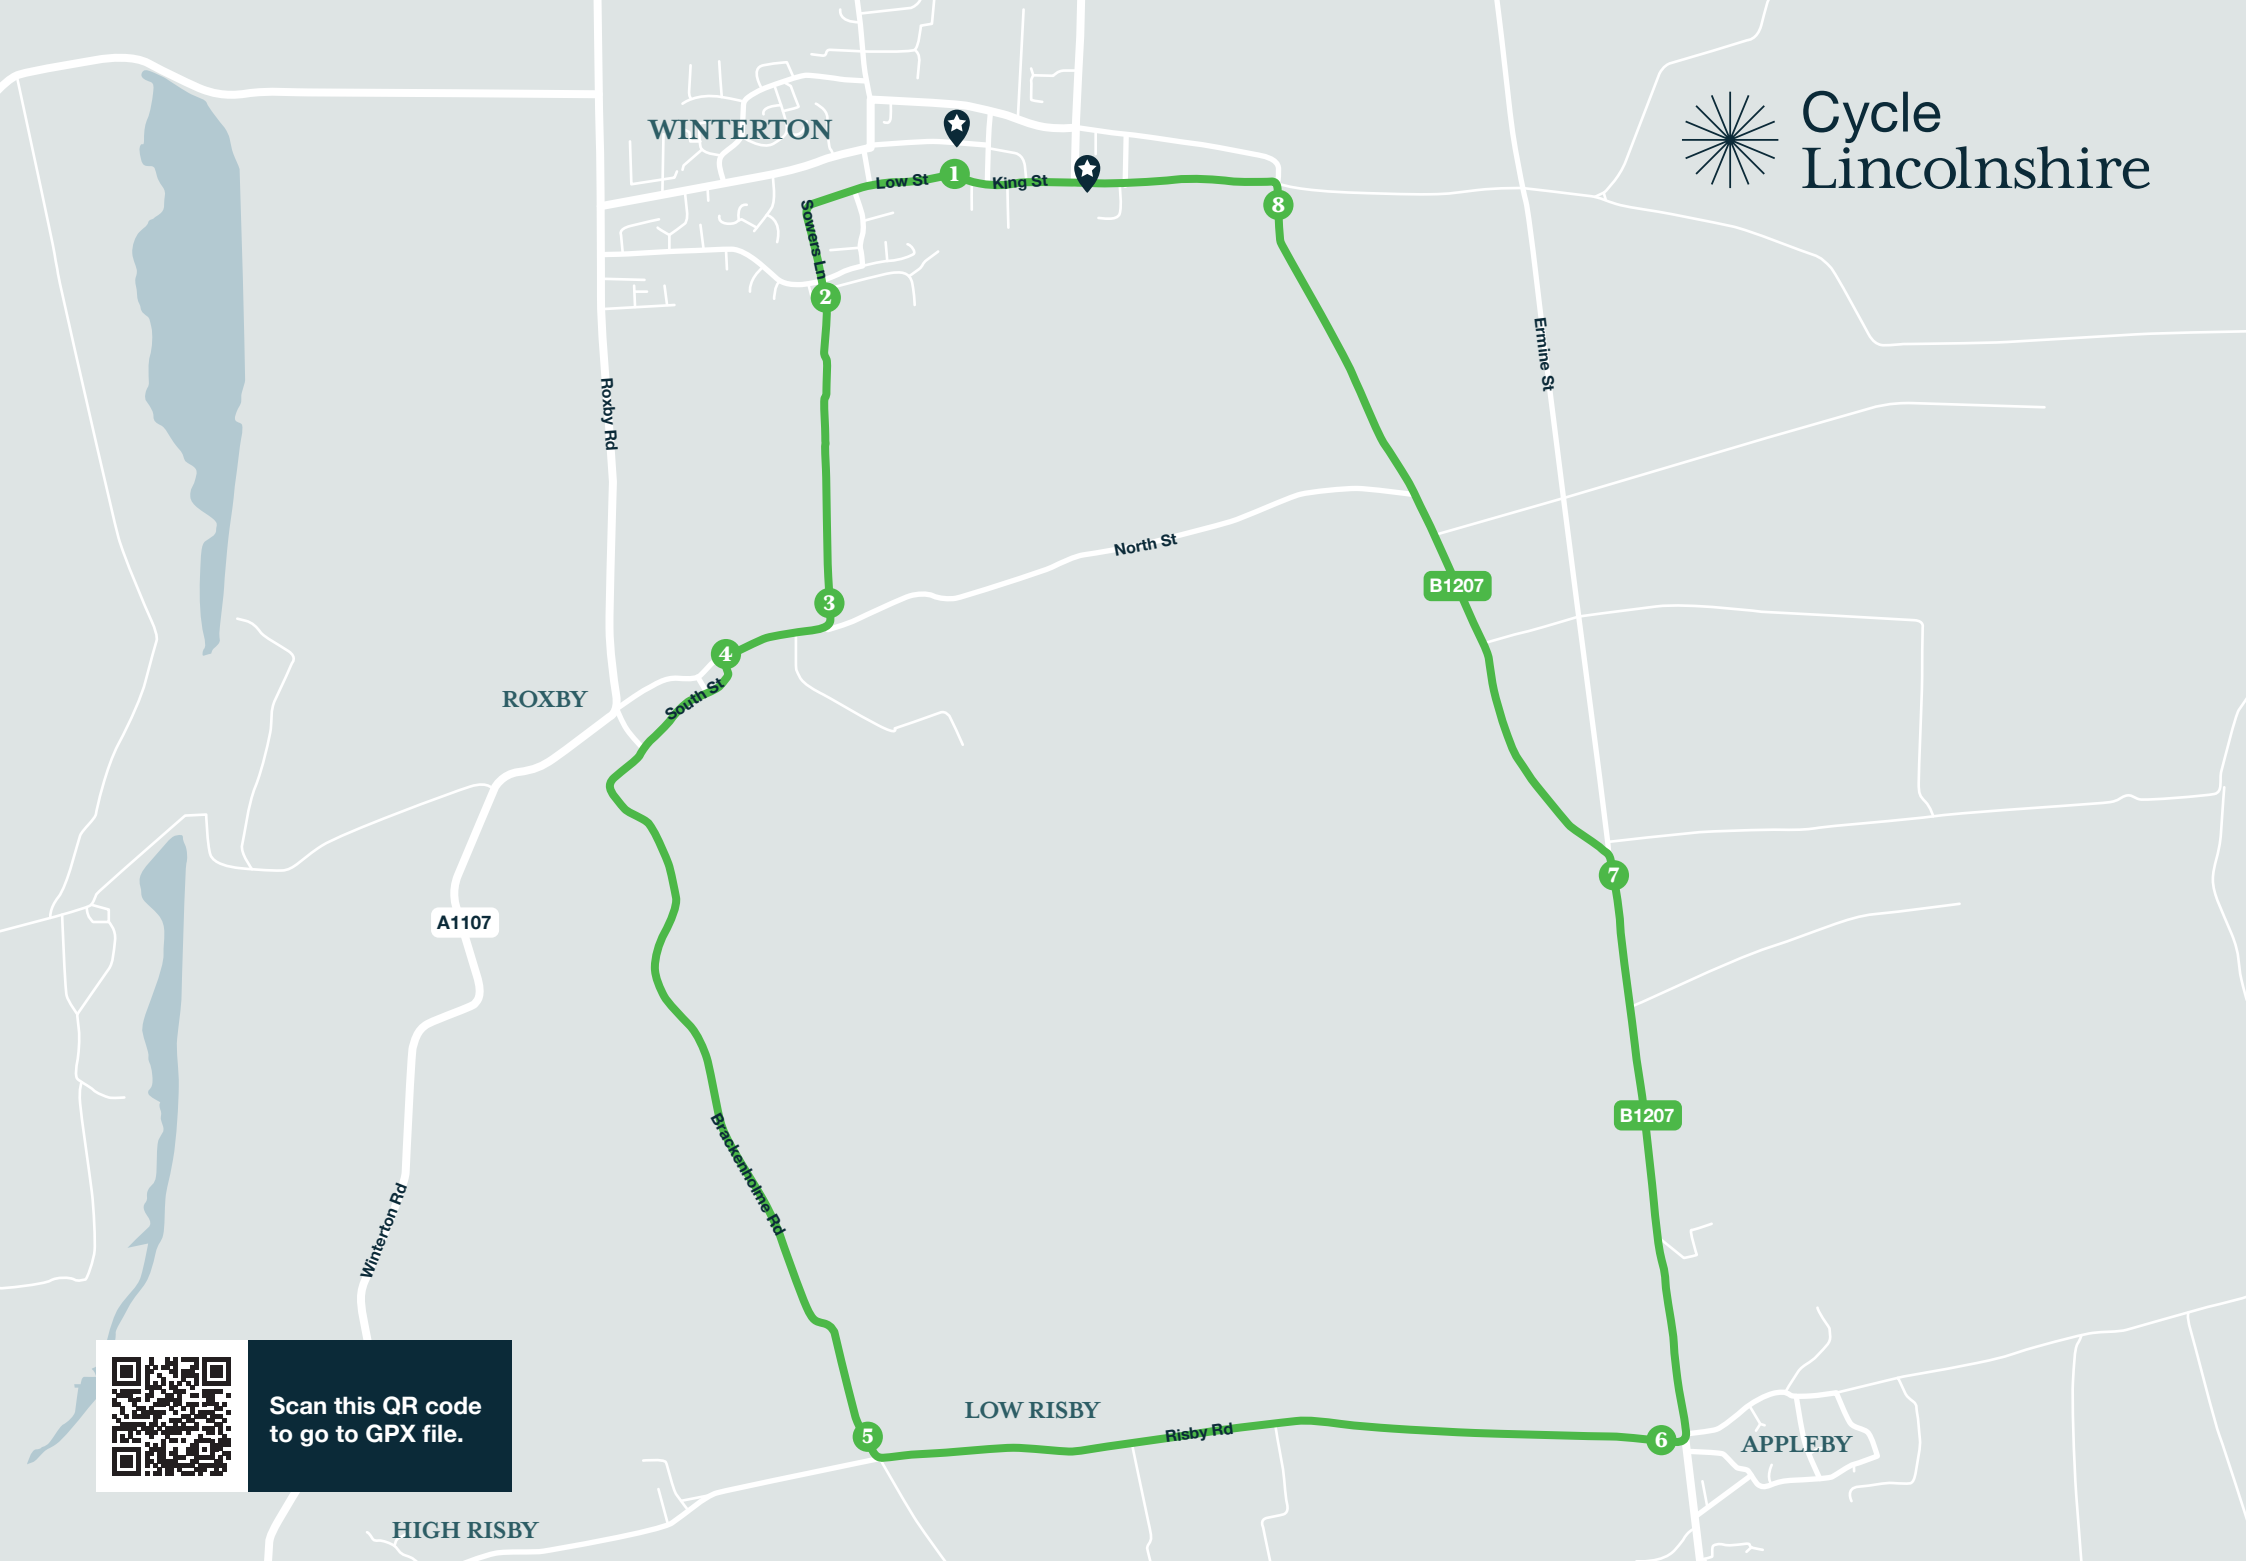 Cycle
Lincolnshire
WINTERTON
1
Low St
King St
8
Sowers Ln
2
Ermine St
Roxby Rd
North St
B1207
3
4
South St
ROXBY
7
A1107
B1207
Brackenholme Rd
Winterton Rd
LOW RISBY
5
Risby Rd
6
APPLEBY
Scan this QR code
to go to GPX file.
HIGH RISBY